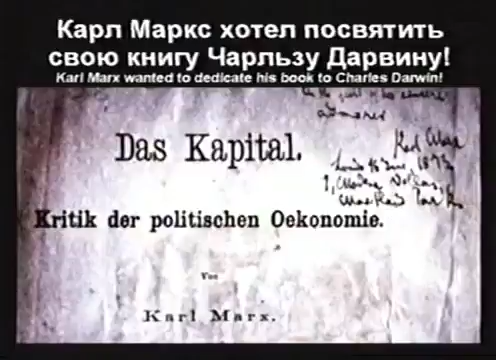 Карл Маркс хотел посвятить
свою книгу Чарльзу Дарвину!
Karl Marx wanted to dedicate his book to Charles Darwin!
admirer
Karl Marx
Das Kapital.
Kritik der politischen Oekonomie.
Von
Karl Marx.